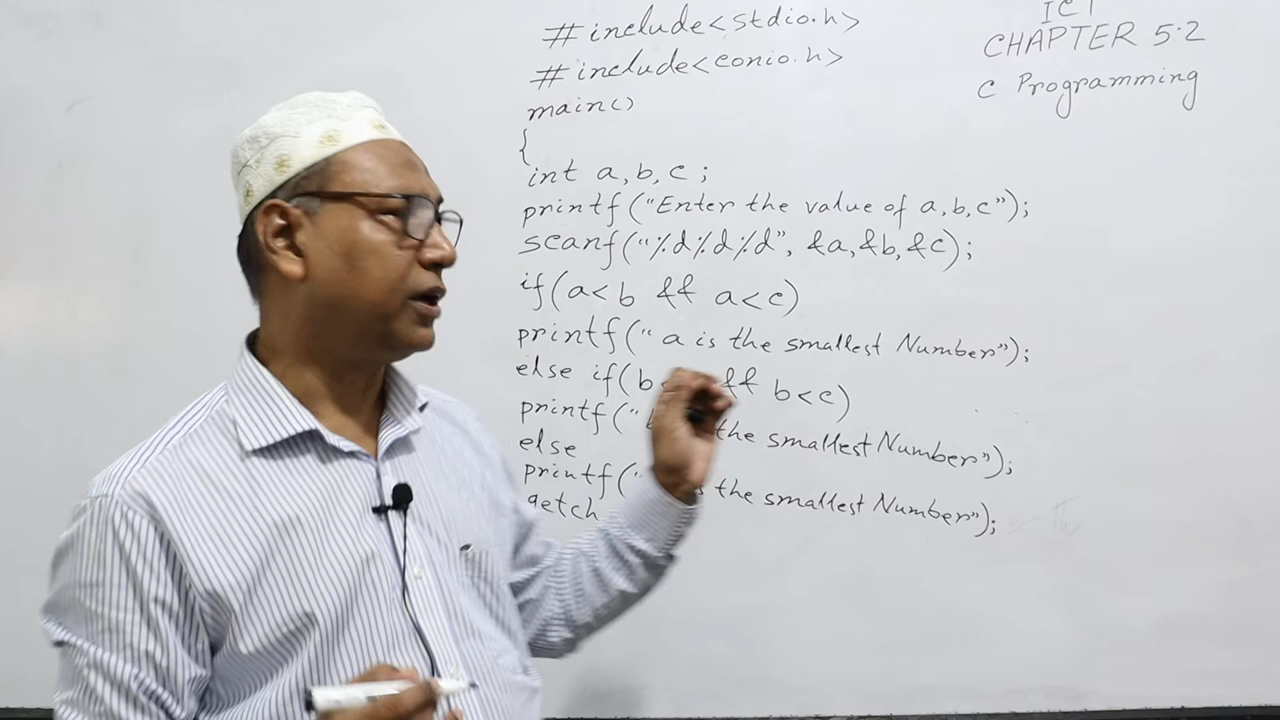 ICT
CHAPTER 5.2
C Programming
#include<stdio.h>
#include<conio.h>
main()
{
int a,b,c;
printf("Enter the value of a,b,c");
scanf("%d%d%d", &a,&b,&c);
if(a<b && a<c)
printf("a is the smallest Number");
else if(b< && b<c)
printf("b the smallest Number");
else
printf(" the smallest Number");
getch